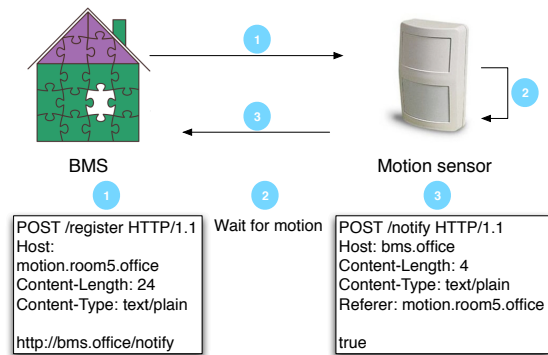 1
2
3
BMS
Motion sensor
1
2
3
POST /register HTTP/1.1
Host:
motion.room5.office
Content-Length: 24
Content-Type: text/plain
http://bms.office/notify
Wait for motion
POST /notify HTTP/1.1
Host: bms.office
Content-Length: 4
Content-Type: text/plain
Referer: motion.room5.office
true